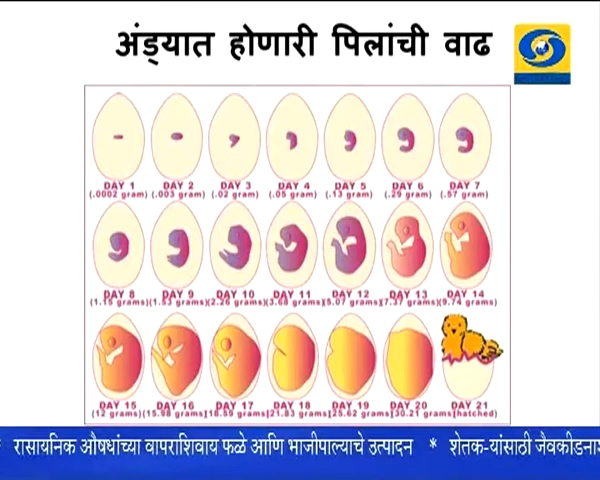 अंड्यात होणारी पिलांची वाढ
DAY 1 DAY 2 DAY 3 DAY 4 DAY 5 DAY 6 DAY 7
(.0002 gram) (.003 gram) (.02 gram) (.05 gram) (.13 gram) (.29 gram) (.57 gram)
DAY 8 DAY 9 DAY 10 DAY 11 DAY 12 DAY 13 DAY 14
(1.15 grams)(1.53 grams)(2.26 grams)(3.68 grams)(5.07 grams)(7.37 grams)(9.74 grams)
DAY 15 DAY 16 DAY 17 DAY 18 DAY 19 DAY 20 DAY 21
(12 grams)(15.98 grams)(18.59 grams)(21.83 grams)(25.62 grams)(30.21 grams)(hatched)
रासायनिक औषधांच्या वापराशिवाय फळे आणि भाजीपाल्याचे उत्पादन * शेतक-यांसाठी जैवकीडना